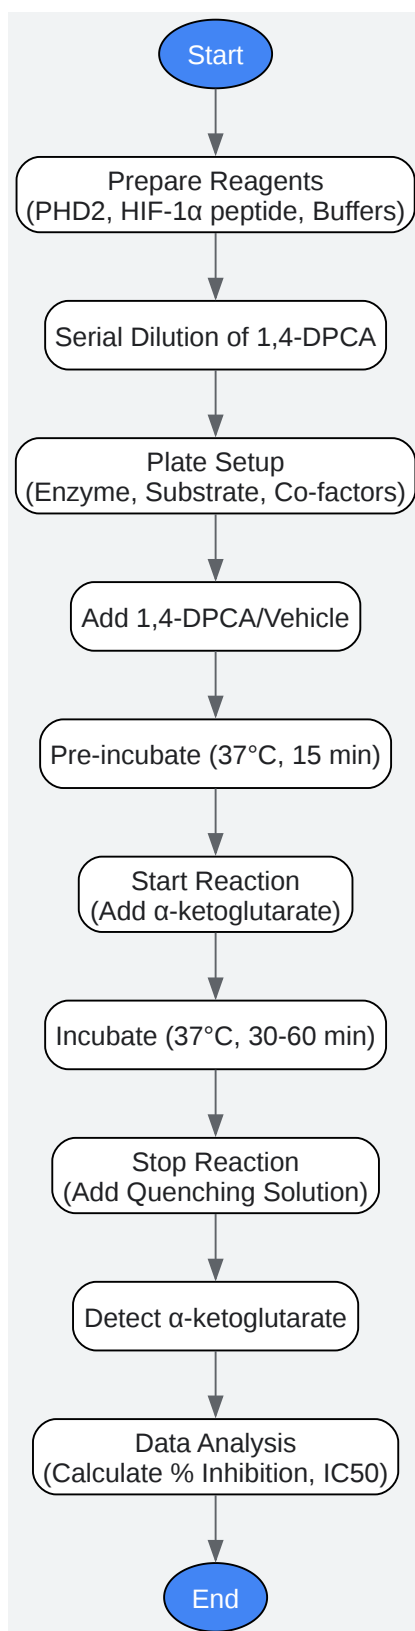 Start
Prepare Reagents
(PHD2, HIF-1α peptide, Buffers)
Serial Dilution of 1,4-DPCA
Plate Setup
(Enzyme, Substrate, Co-factors)
Add 1,4-DPCA/Vehicle
Pre-incubate (37°C, 15 min)
Start Reaction
(Add α-ketoglutarate)
Incubate (37°C, 30-60 min)
Stop Reaction
(Add Quenching Solution)
Detect α-ketoglutarate
Data Analysis
(Calculate % Inhibition, IC50)
End